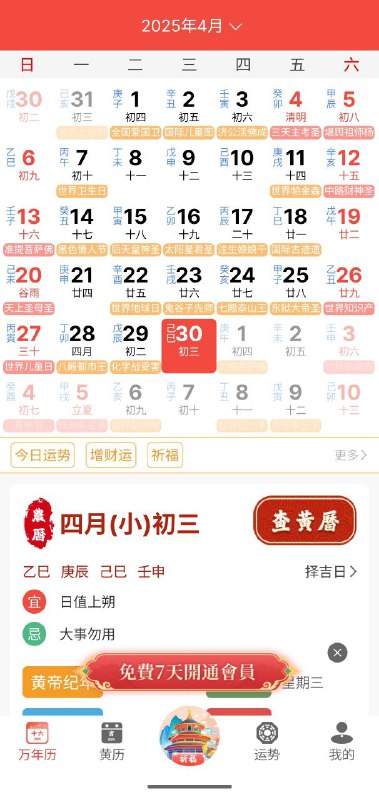 2025年4月
日 一 二 三 四 五 六
戊戌 30 初二 己亥 31 初三 庚子 1 初四 辛丑 2 初五 壬寅 3 初六 癸卯 4 清明 甲辰 5 初八
全国爱国卫 国际儿童图 济公活佛成 三天主考圣 堪舆祖师杨
乙巳 6 初九 丙午 7 初十 丁未 8 十一 戊申 9 十二 己酉 10 十三 庚戌 11 十四 辛亥 12 十五
世界卫生日 世界帕金森 中路财神圣
壬子 13 十六 癸丑 14 十七 甲寅 15 十八 乙卯 16 十九 丙辰 17 二十 丁巳 18 廿一 戊午 19 廿二
准提菩萨佛 黑色情人节 后天皇神圣 太阳星君圣 注生娘娘千 国际古迹遗
己未 20 谷雨 庚申 21 廿四 辛酉 22 廿五 壬戌 23 廿六 癸亥 24 廿七 甲子 25 廿八 乙丑 26 廿九
天上圣母圣 世界地球日 鬼谷子先师 七殿泰山王 东狱大帝圣 世界知识产
丙寅 27 三十 丁卯 28 四月 戊辰 29 初二 己巳 30 初三 庚午 1 初四 辛未 2 初五 壬申 3 初六
世界儿童日 八殿都市王 化学战受害
癸酉 4 初七 甲戌 5 立夏 乙亥 6 初九 丙子 7 初十 丁丑 8 十一 戊寅 9 十二 己卯 10 十三
今日运势 增财运 祈福 更多
農曆 四月(小)初三 查黄曆
乙巳 庚辰 己巳 壬申 择吉日
宜 日值上朔
忌 大事勿用
免費7天開通會員
黄帝纪年 星期三
十六 吉 祈福
万年历 黄历 运势 我的